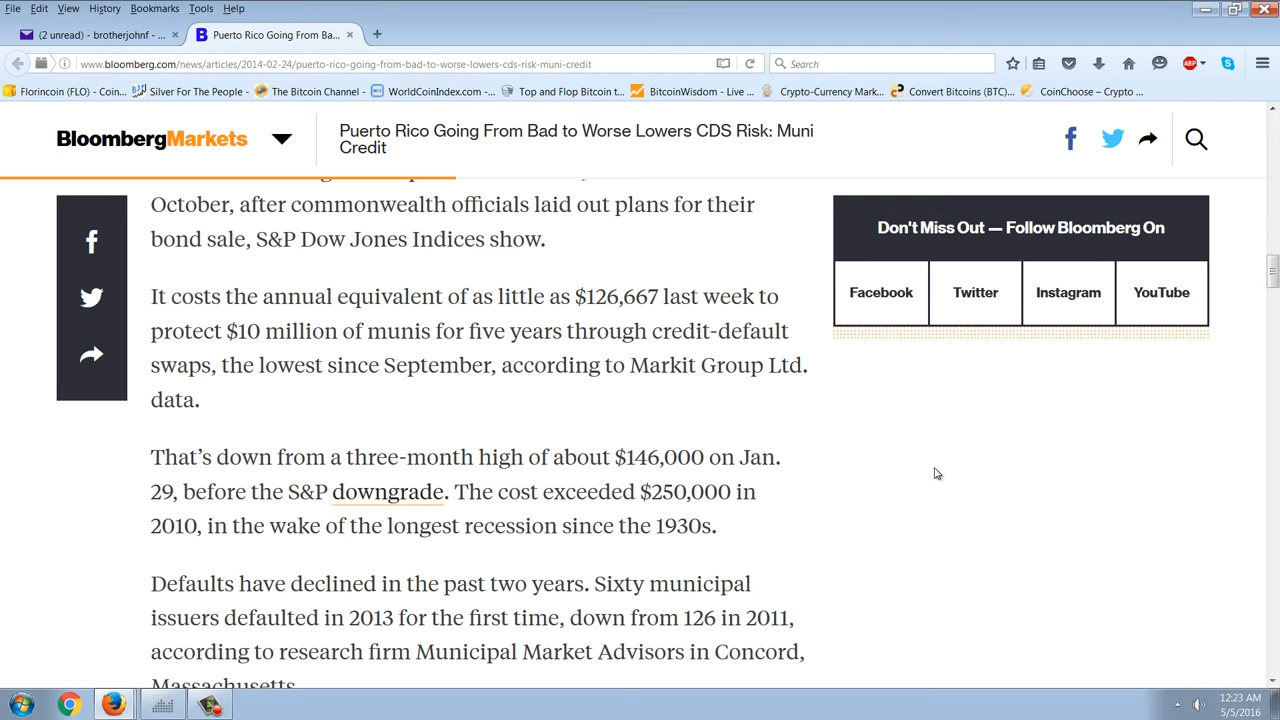 File Edit View History Bookmarks Tools Help
(2 unread) - brotherjohnf - ... × Puerto Rico Going From Ba... × +
www.bloomberg.com/news/articles/2014-02-24/puerto-rico-going-from-bad-to-worse-lowers-cds-risk-muni-credit Search ABP
Florincoin (FLO) - Coin... Silver For The People - The Bitcoin Channel - WorldCoinIndex.com -... Top and Flop Bitcoin t... BitcoinWisdom - Live ... Crypto-Currency Mark... Convert Bitcoins (BTC)... CoinChoose – Crypto ...
BloombergMarkets
Puerto Rico Going From Bad to Worse Lowers CDS Risk: Muni
Credit
October, after commonwealth officials laid out plans for their
bond sale, S&P Dow Jones Indices show.
It costs the annual equivalent of as little as $126,667 last week to
protect $10 million of munis for five years through credit-default
swaps, the lowest since September, according to Markit Group Ltd.
data.
That's down from a three-month high of about $146,000 on Jan.
29, before the S&P downgrade. The cost exceeded $250,000 in
2010, in the wake of the longest recession since the 1930s.
Defaults have declined in the past two years. Sixty municipal
issuers defaulted in 2013 for the first time, down from 126 in 2011,
according to research firm Municipal Market Advisors in Concord,
Massachusetts
Don't Miss Out — Follow Bloomberg On
Facebook Twitter Instagram YouTube
12:23 AM
5/5/2016